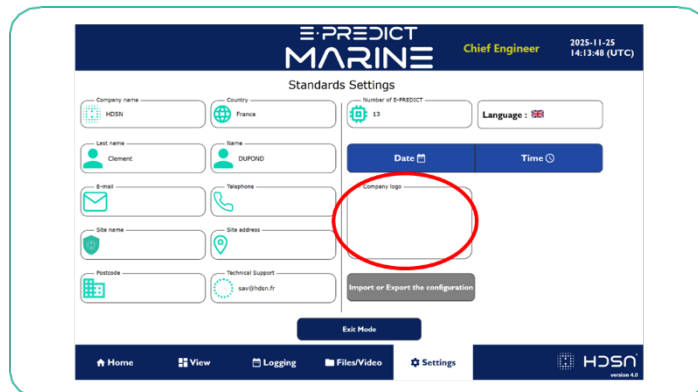 E·PREDICT
MARINE
Chief Engineer
2025-11-25
14:13:48 (UTC)
Standards Settings
Company name
HDSN
Country
France
Number of E-PREDICT
13
Language :
Last name
Clement
Name
DUPOND
Date
Time
E-mail
Telephone
Company logo
Site name
Site address
Postcode
Technical Support
sav@hdsn.fr
Import or Export the configuration
Exit Mode
Home
View
Logging
Files/Video
Settings
HDSN
version 4.0